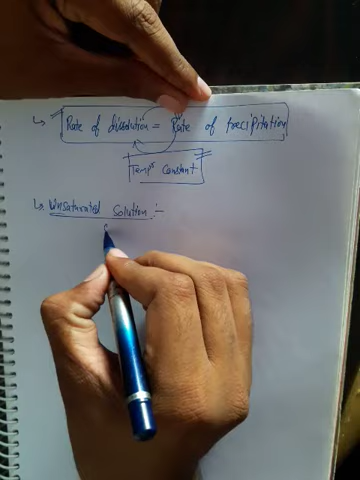 Rate of dissolution = Rate of precipitation
Temp^r Constant
Unsaturated Solution :-